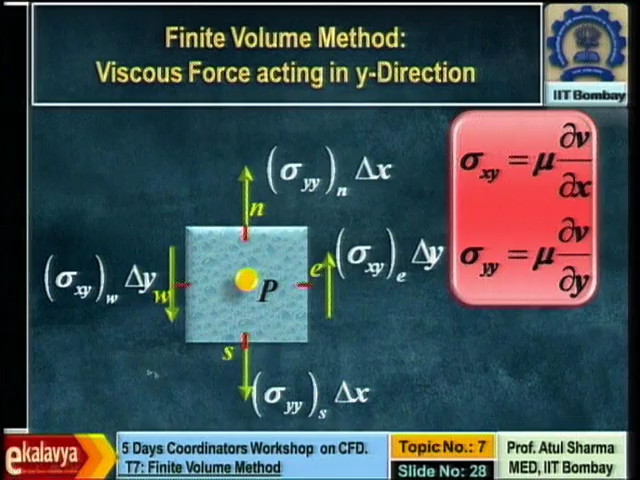 Finite Volume Method:
Viscous Force acting in y-Direction
IIT Bombay
(σyy)n Δx
n
(σxy)w Δy
w
P
e
(σxy)e Δy
s
(σyy)s Δx
σxy = μ ∂v/∂x
σyy = μ ∂v/∂y
ekalavya
5 Days Coordinators Workshop on CFD.
T7: Finite Volume Method
Topic No.: 7
Slide No: 28
Prof. Atul Sharma
MED, IIT Bombay